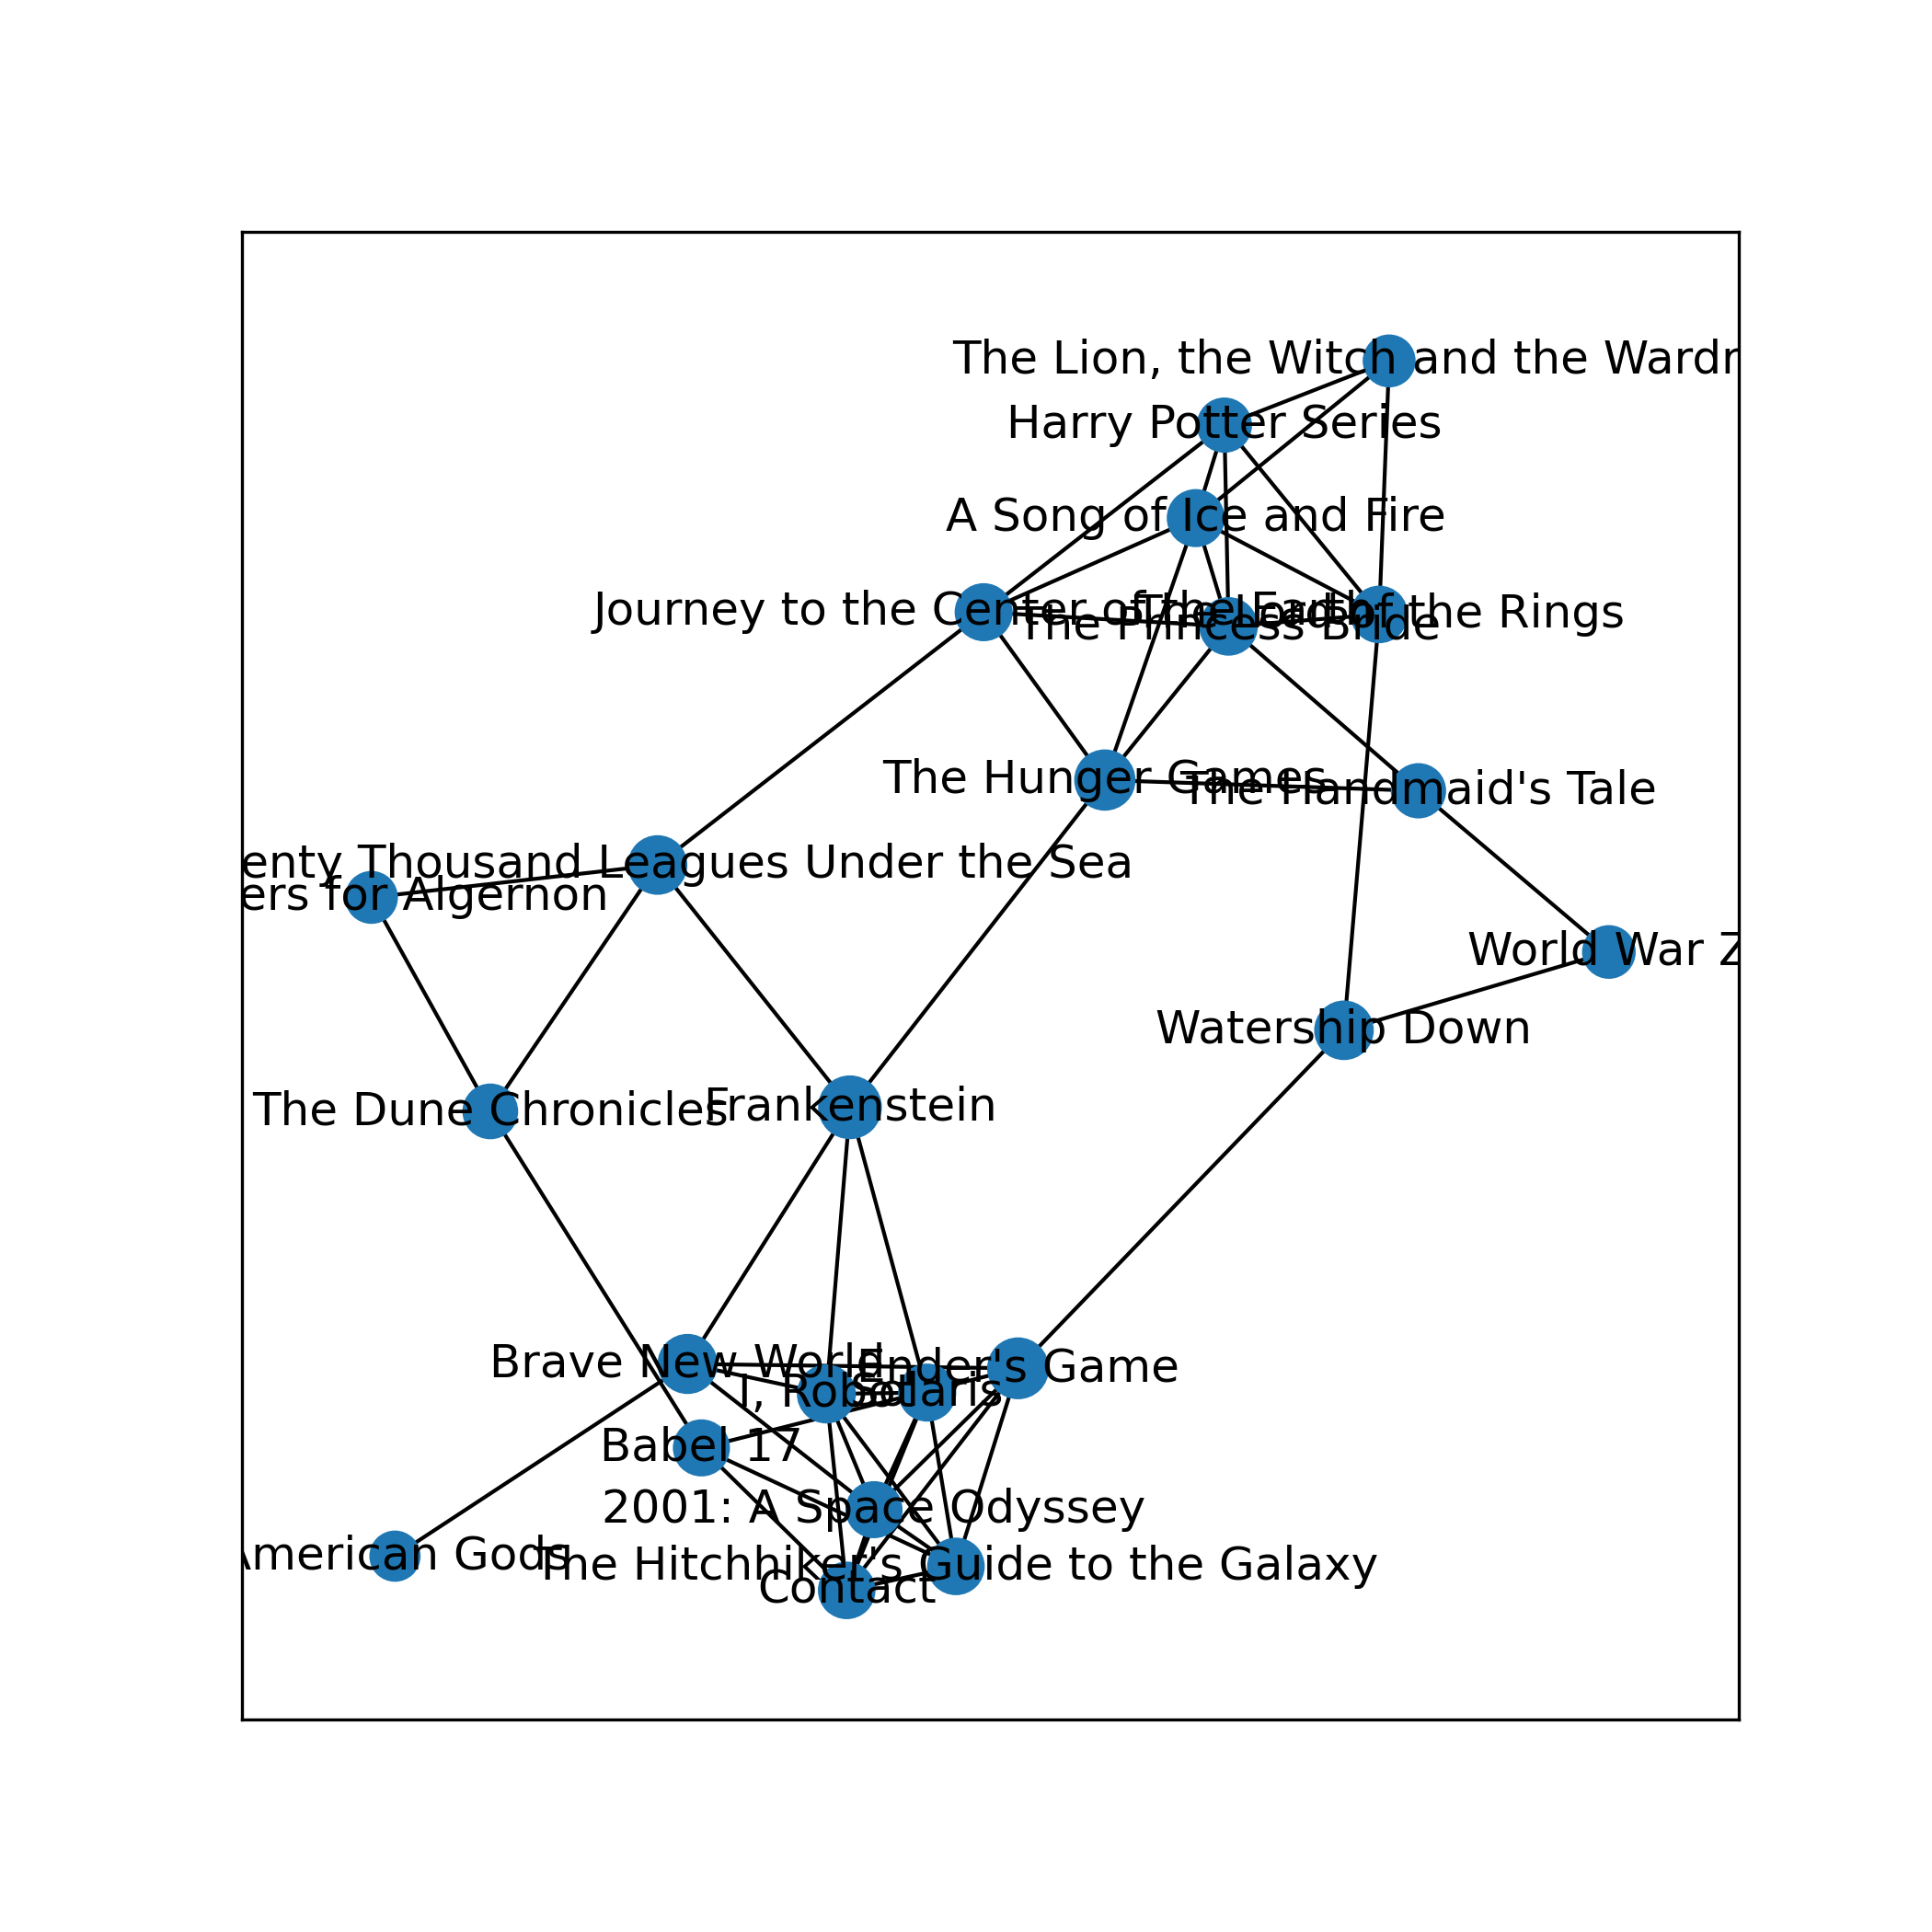 The Lion, the Witch and the Wardr
Harry Potter Series
A Song of Ice and Fire
Journey to the Center of the Earth
The Lord of the Rings
The Princess Bride
The Hunger Games
The Handmaid's Tale
enty Thousand Leagues Under the Sea
ers for Algernon
World War Z
Watership Down
The Dune Chronicles
Frankenstein
Brave New World
Ender's Game
I, Robot
Solaris
Babel 17
2001: A Space Odyssey
American Gods
The Hitchhiker's Guide to the Galaxy
Contact